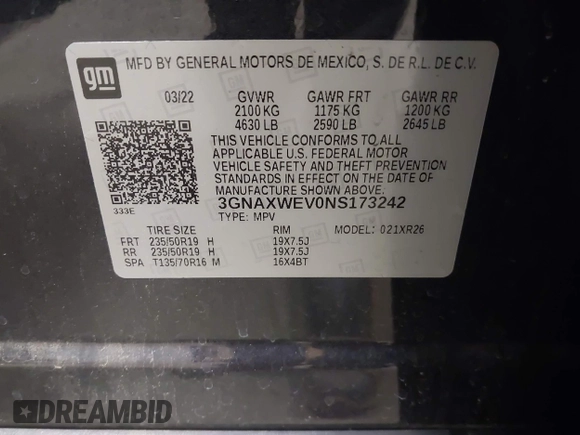 gm
MFD BY GENERAL MOTORS DE MEXICO, S. DE R.L. DE C.V.
03/22 GVWR GAWR FRT GAWR RR
2100 KG 1175 KG 1200 KG
4630 LB 2590 LB 2645 LB
THIS VEHICLE CONFORMS TO ALL
APPLICABLE U.S. FEDERAL MOTOR
VEHICLE SAFETY AND THEFT PREVENTION
STANDARDS IN EFFECT ON THE DATE OF
MANUFACTURE SHOWN ABOVE.
333E
3GNAXWEV0NS173242
TYPE: MPV
TIRE SIZE RIM MODEL: 021XR26
FRT 235/50R19 H 19X7.5J
RR 235/50R19 H 19X7.5J
SPA T135/70R16 M 16X4BT
DREAMBID